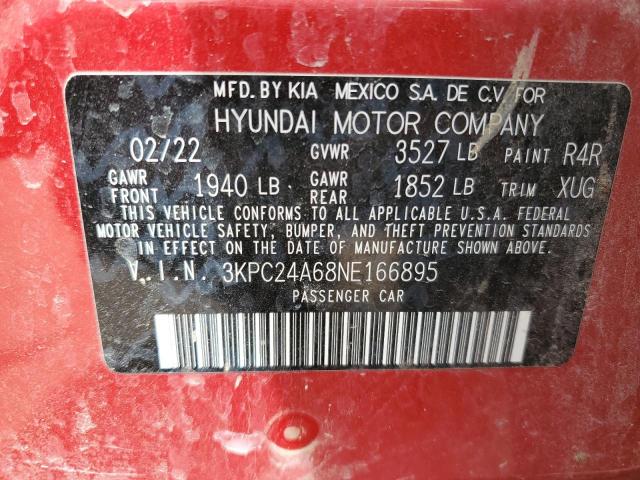 MFD. BY KIA MEXICO S.A. DE C.V. FOR
HYUNDAI MOTOR COMPANY
02/22 GVWR 3527 LB PAINT R4R
GAWR FRONT 1940 LB GAWR REAR 1852 LB TRIM XUG
THIS VEHICLE CONFORMS TO ALL APPLICABLE U.S.A. FEDERAL
MOTOR VEHICLE SAFETY, BUMPER, AND THEFT PREVENTION STANDARDS
IN EFFECT ON THE DATE OF MANUFACTURE SHOWN ABOVE.
V.I.N. 3KPC24A68NE166895
PASSENGER CAR